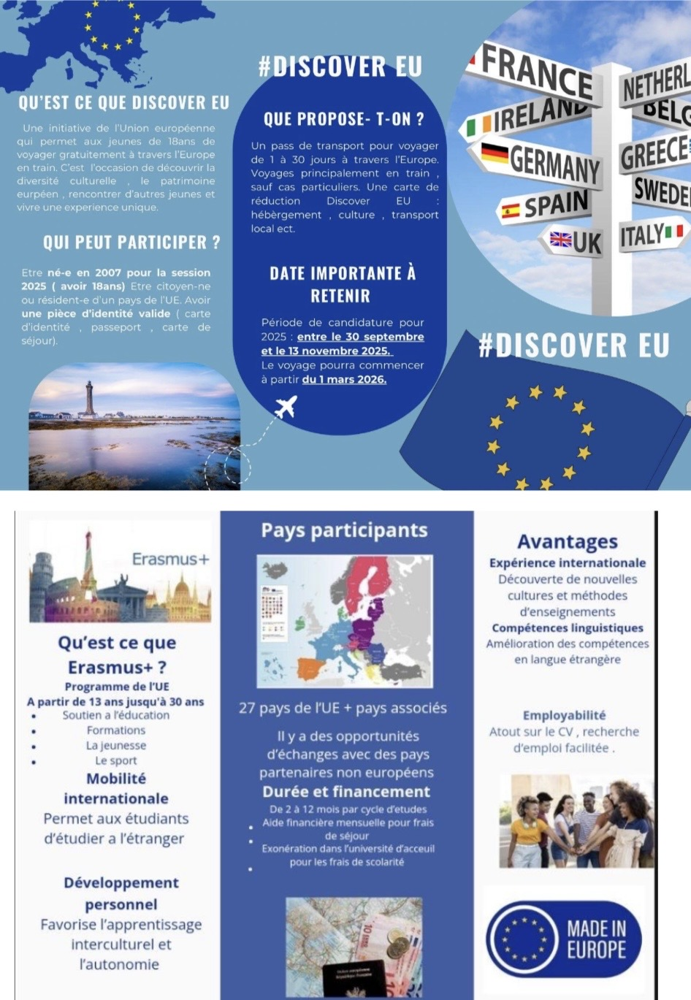 QU'EST CE QUE DISCOVER EU
Une initiative de l'Union européenne
qui permet aux jeunes de 18ans de
voyager gratuitement à travers l'Europe
en train. C'est l'occasion de découvrir la
diversité culturelle , le patrimoine
eurpéen , rencontrer d'autres jeunes et
vivre une experience unique.
QUI PEUT PARTICIPER ?
Etre né-e en 2007 pour la session
2025 ( avoir 18ans) Etre citoyen-ne
ou résident-e d'un pays de l'UE. Avoir
une pièce d'identité valide ( carte
d'identité , passeport , carte de
séjour).
#DISCOVER EU
QUE PROPOSE- T-ON ?
Un pass de transport pour voyager
de 1 à 30 jours à travers l'Europe.
Voyages principalement en train ,
sauf cas particuliers. Une carte de
réduction Discover EU :
hébèrgement , culture , transport
local ect.
DATE IMPORTANTE À
RETENIR
Période de candidature pour
2025 : entre le 30 septembre
et le 13 novembre 2025.
Le voyage pourra commencer
à partir du 1 mars 2026.
FRANCE
IRELAND
GERMANY
SPAIN
UK
NETHERL
BELG
GREECE
SWEDE
ITALY
#DISCOVER EU
Erasmus+
Qu'est ce que
Erasmus+ ?
Programme de l'UE
A partir de 13 ans jusqu'à 30 ans
• Soutien a l'éducation
• Formations
• La jeunesse
• Le sport
Mobilité
internationale
Permet aux étudiants
d'étudier a l'étranger
Développement
personnel
Favorise l'apprentissage
interculturel et
l'autonomie
Pays participants
27 pays de l'UE + pays associés
Il y a des opportunités
d'échanges avec des pays
partenaires non européens
Durée et financement
De 2 à 12 mois par cycle d'etudes
Aide financière mensuelle pour frais
de séjour
Exonération dans l'université d'acceuil
pour les frais de scolarité
Union européenne
République Française
10
Avantages
Expérience internationale
Découverte de nouvelles
cultures et méthodes
d'enseignements
Compétences linguistiques
Amélioration des compétences
en langue étrangère
Employabilité
Atout sur le CV , recherche
d'emploi facilitée .
MADE IN
EUROPE